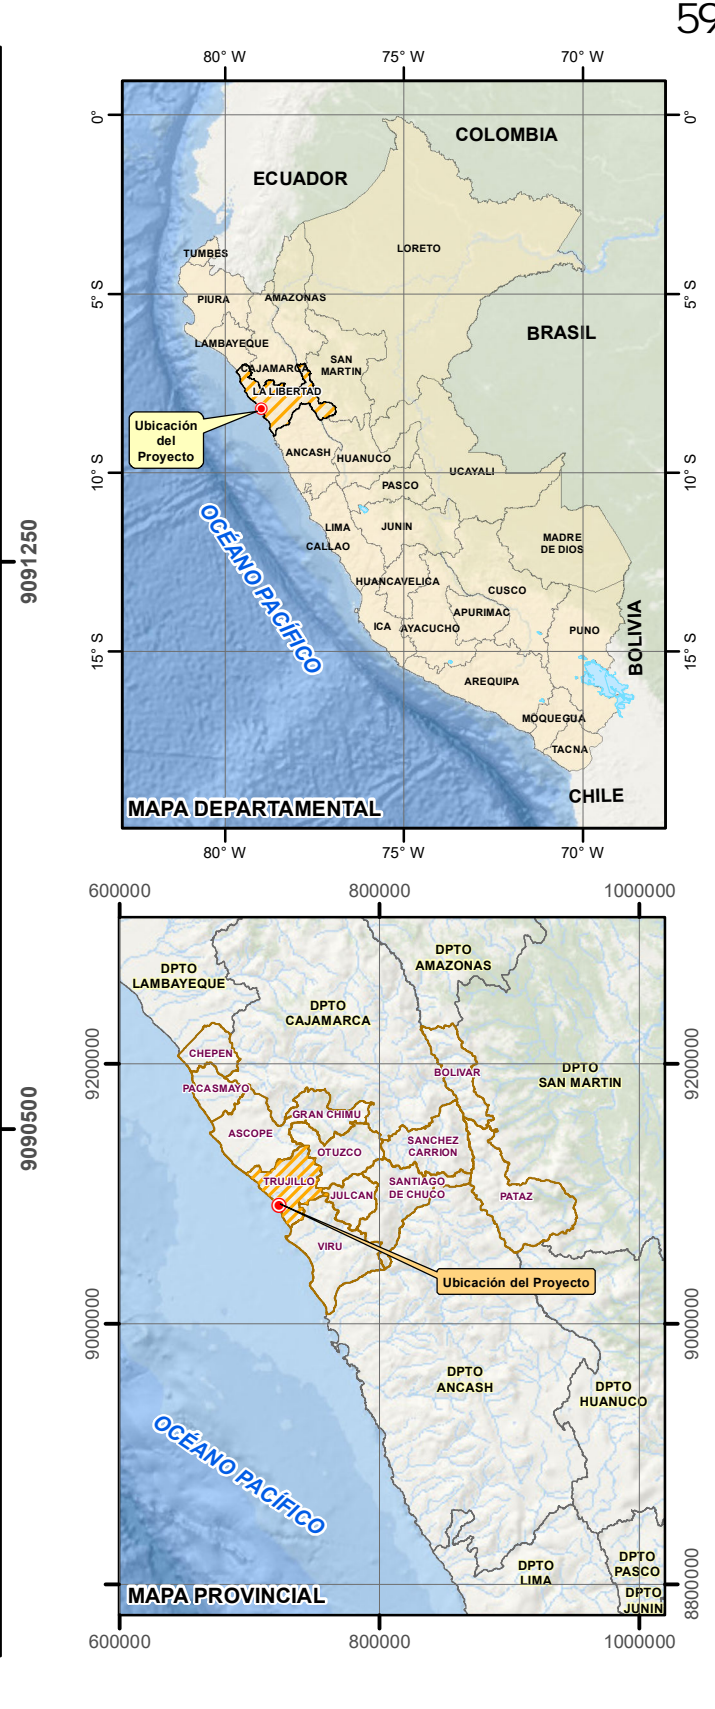 59
80° W
75° W
70° W
0°
0°
COLOMBIA
ECUADOR
LORETO
TUMBES
5° S
5° S
PIURA
AMAZONAS
BRASIL
LAMBAYEQUE
SAN
MARTIN
CAJAMARCA
LA LIBERTAD
Ubicación
del
Proyecto
ANCASH
HUANUCO
10° S
10° S
UCAYALI
PASCO
LIMA
JUNIN
CALLAO
MADRE
DE DIOS
OCÉANO PACÍFICO
9091250
HUANCAVELICA
CUSCO
APURIMAC
ICA
AYACUCHO
PUNO
BOLIVIA
15° S
15° S
AREQUIPA
MOQUEGUA
TACNA
CHILE
MAPA DEPARTAMENTAL
80° W
75° W
70° W
600000
800000
1000000
DPTO
LAMBAYEQUE
DPTO
AMAZONAS
DPTO
CAJAMARCA
9200000
9200000
CHEPEN
BOLIVAR
DPTO
SAN MARTIN
PACASMAYO
GRAN CHIMU
9090500
ASCOPE
OTUZCO
SANCHEZ
CARRION
TRUJILLO
JULCAN
SANTIAGO
DE CHUCO
PATAZ
VIRU
Ubicación del Proyecto
9000000
9000000
DPTO
ANCASH
DPTO
HUANUCO
OCÉANO PACÍFICO
DPTO
LIMA
DPTO
PASCO
DPTO
JUNIN
8800000
MAPA PROVINCIAL
600000
800000
1000000